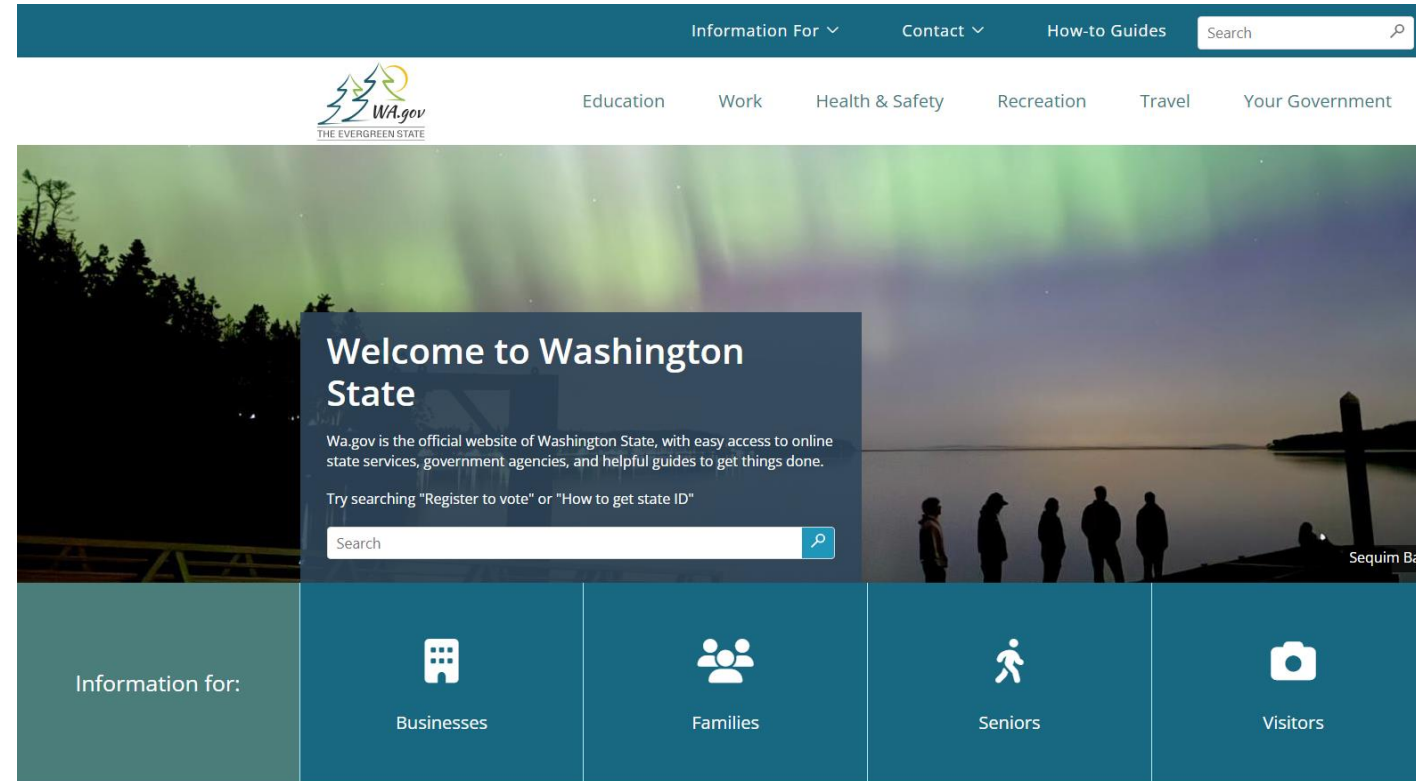 Information For
Contact
How-to Guides
Search
WA.gov
THE EVERGREEN STATE
Education
Work
Health & Safety
Recreation
Travel
Your Government
Welcome to Washington
State
Wa.gov is the official website of Washington State, with easy access to online
state services, government agencies, and helpful guides to get things done.
Try searching "Register to vote" or "How to get state ID"
Search
Sequim Ba
Information for:
Businesses
Families
Seniors
Visitors